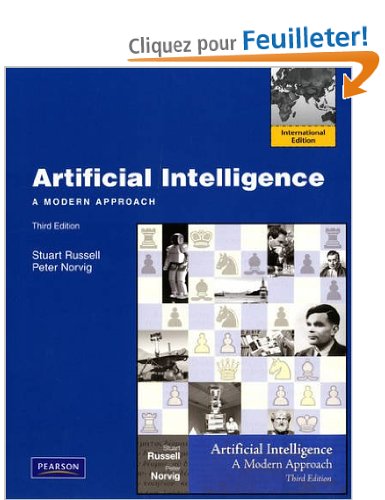 Cliquez pour Feuilleter!
International
Edition
Artificial Intelligence
A MODERN APPROACH
Third Edition
Stuart Russell
Peter Norvig
Stuart
Russell
Peter
Norvig
Artificial Intelligence
A Modern Approach
Third Edition
PEARSON